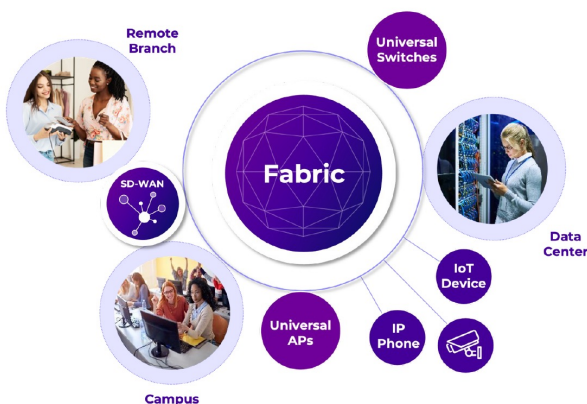 Remote
Branch
Universal
Switches
Fabric
SD-WAN
Data
Center
IoT
Device
Universal
APs
IP
Phone
Campus